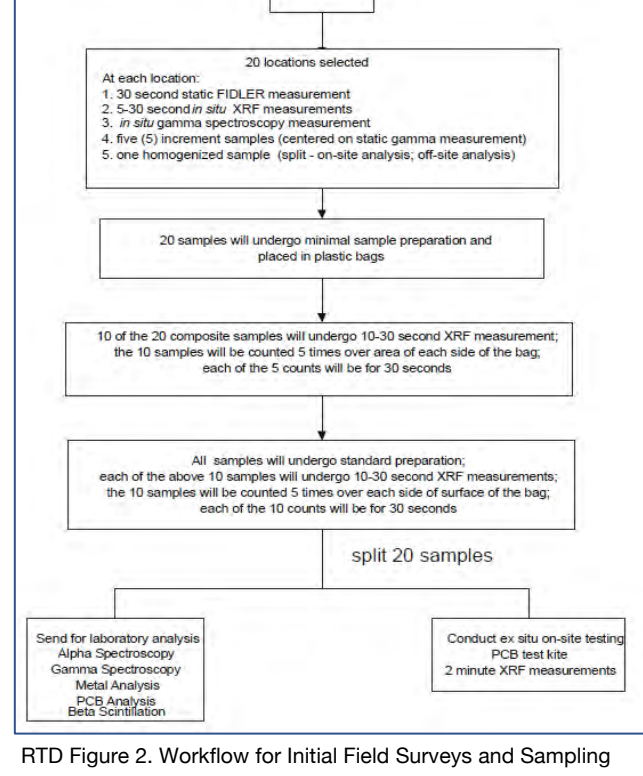 20 locations selected
At each location:
1. 30 second static FIDLER measurement
2. 5-30 second in situ XRF measurements
3. in situ gamma spectroscopy measurement
4. five (5) increment samples (centered on static gamma measurement)
5. one homogenized sample (split - on-site analysis; off-site analysis)
20 samples will undergo minimal sample preparation and
placed in plastic bags
10 of the 20 composite samples will undergo 10-30 second XRF measurement;
the 10 samples will be counted 5 times over area of each side of the bag;
each of the 5 counts will be for 30 seconds
All samples will undergo standard preparation;
each of the above 10 samples will undergo 10-30 second XRF measurements;
the 10 samples will be counted 5 times over each side of surface of the bag;
each of the 10 counts will be for 30 seconds
split 20 samples
Send for laboratory analysis
Alpha Spectroscopy
Gamma Spectroscopy
Metal Analysis
PCB Analysis
Beta Scintillation
Conduct ex situ on-site testing
PCB test kite
2 minute XRF measurements
RTD Figure 2. Workflow for Initial Field Surveys and Sampling